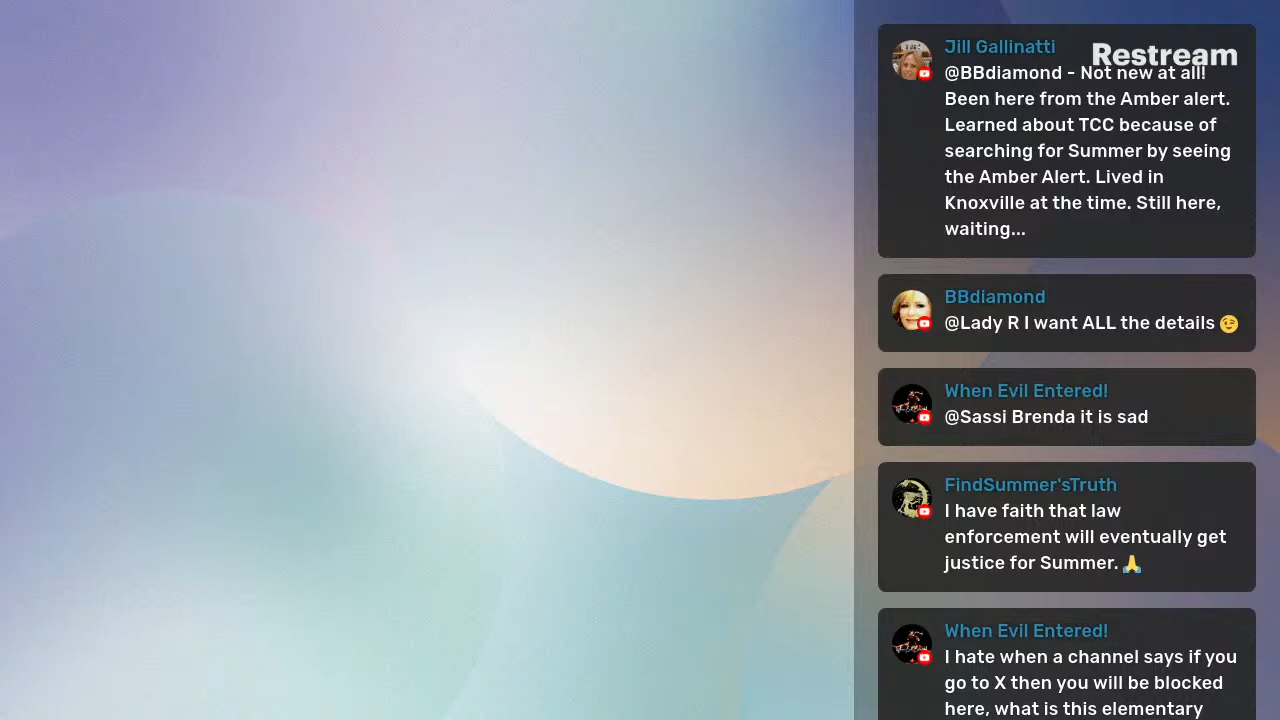 Jill Gallinatti
Restream
@BBdiamond - Not new at all!
Been here from the Amber alert.
Learned about TCC because of
searching for Summer by seeing
the Amber Alert. Lived in
Knoxville at the time. Still here,
waiting...
BBdiamond
@Lady R I want ALL the details 😉
When Evil Entered!
@Sassi Brenda it is sad
FindSummer'sTruth
I have faith that law
enforcement will eventually get
justice for Summer. 🙏
When Evil Entered!
I hate when a channel says if you
go to X then you will be blocked
here, what is this elementary